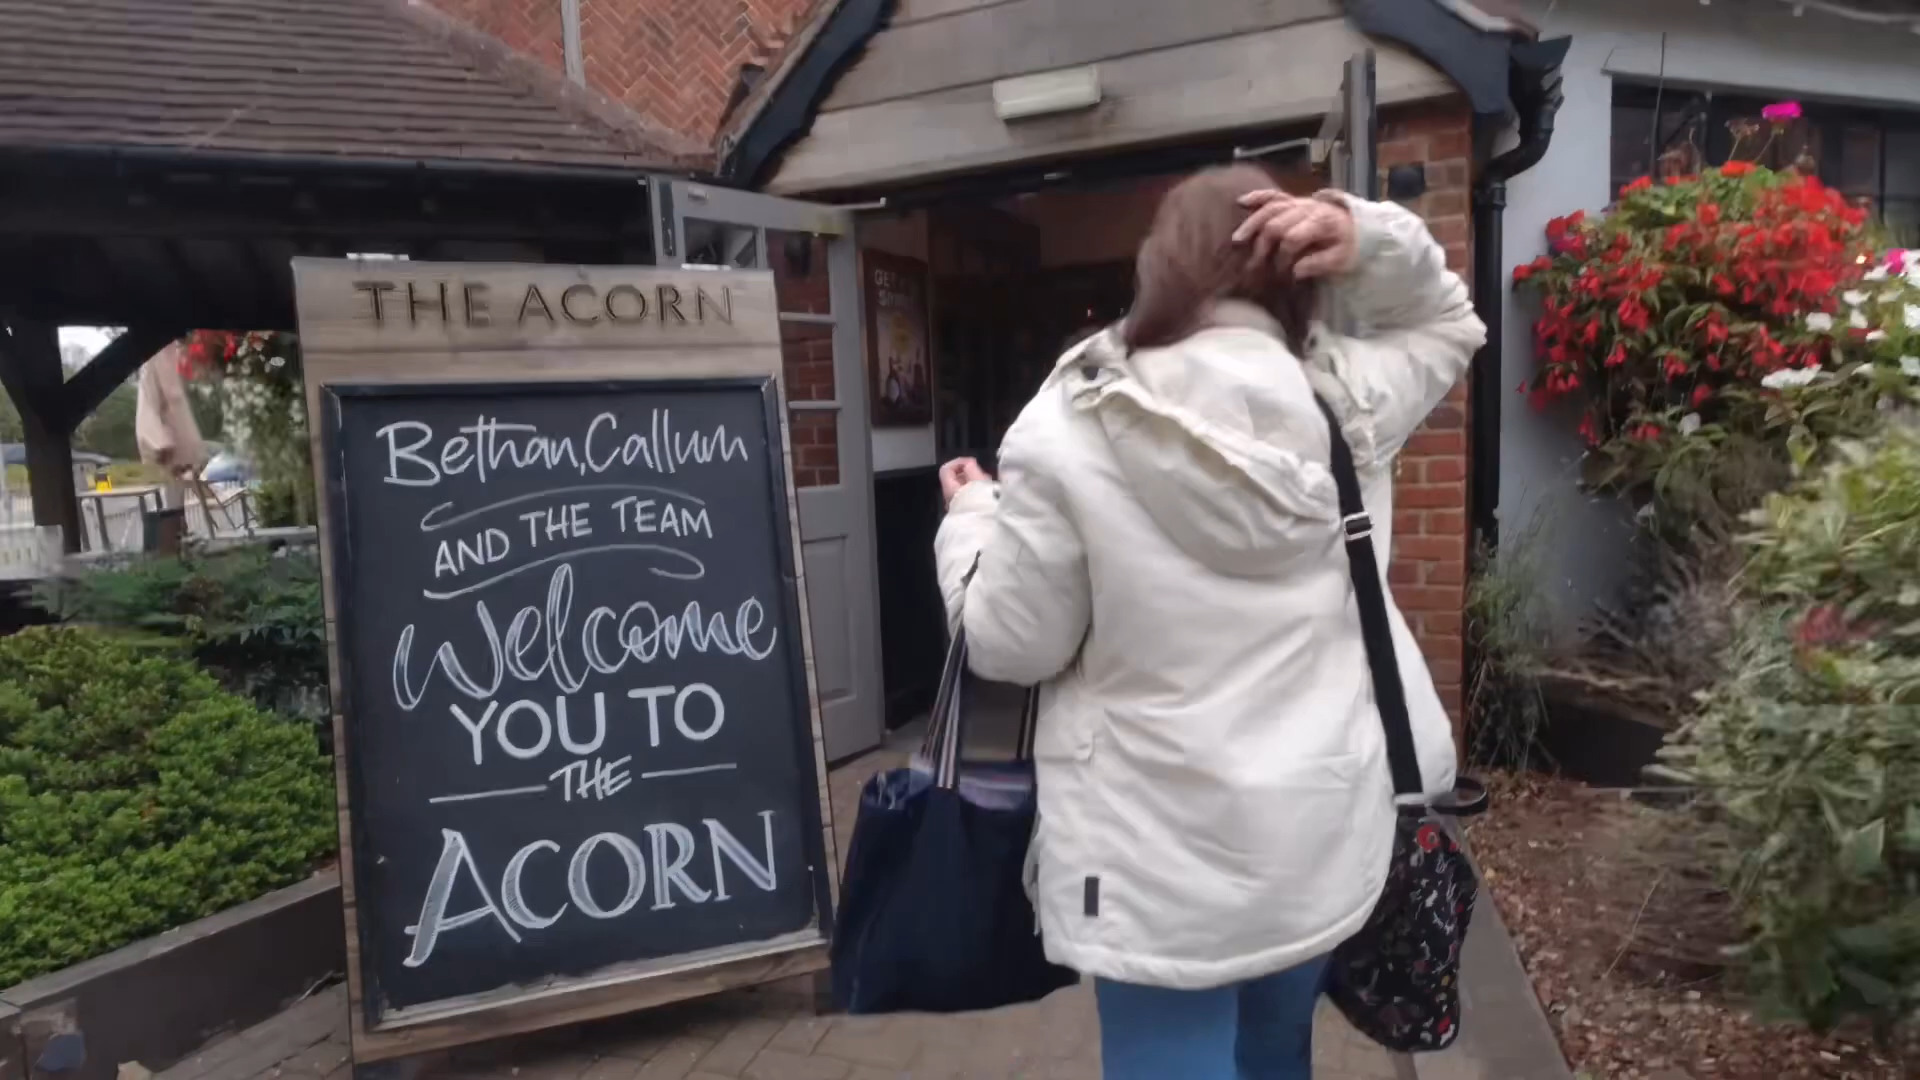 THE ACORN
Bethan, Callum
AND THE TEAM
Welcome
YOU TO
THE
ACORN